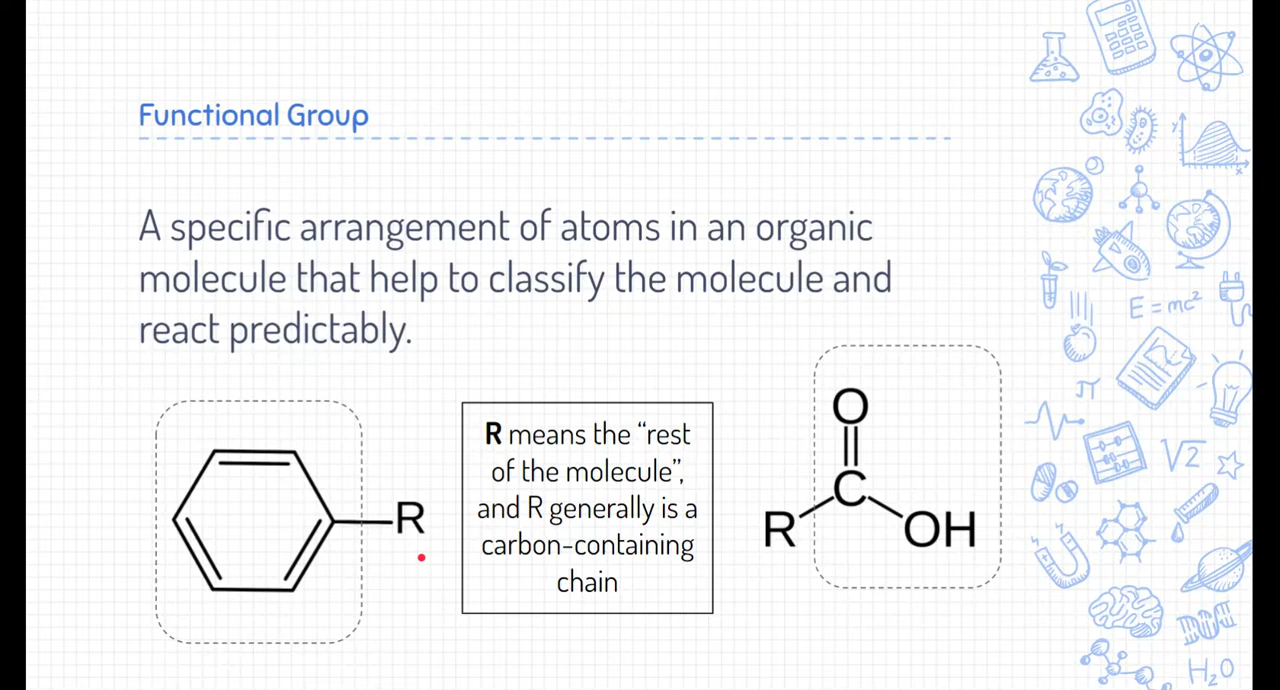 Functional Group
A specific arrangement of atoms in an organic
molecule that help to classify the molecule and
react predictably.
R
R means the “rest
of the molecule”,
and R generally is a
carbon-containing
chain
O
C
R
OH
y
x
E = mc²
π
√2
H₂O